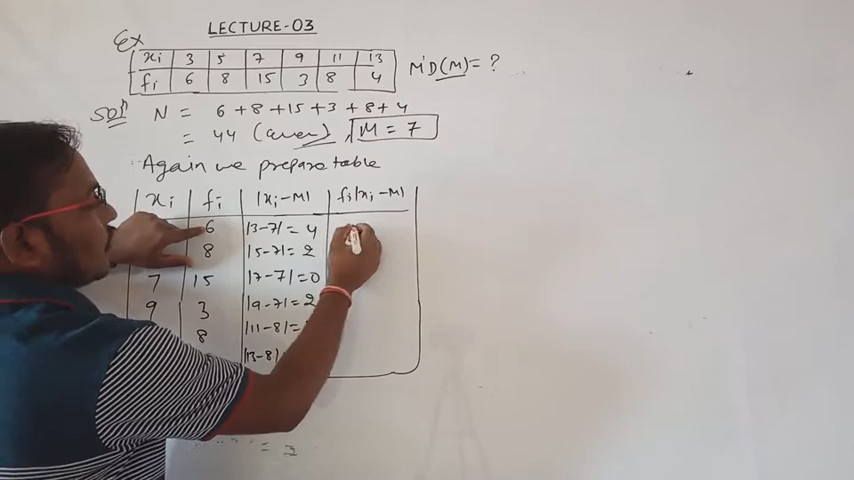 LECTURE-03
Ex
xi 3 5 7 9 11 13
fi 6 8 15 3 8 4
M'D(M) = ?
Solⁿ N = 6 + 8 + 15 + 3 + 8 + 4
= 44 (even), M = 7
Again we prepare table
xi fi |xi - M| fi|xi - M|
6 |3-7| = 4
8 |5-7| = 2
7 15 |7-7| = 0
9 3 |9-7| = 2
8 |11-8| =
|13-8|
= 2